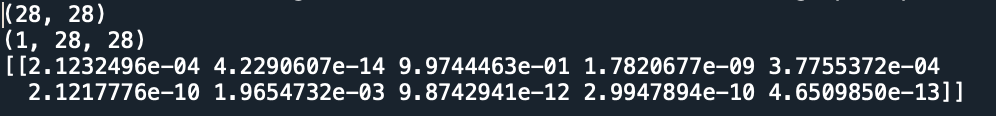 (28, 28)
(1, 28, 28)
[[2.1232496e-04 4.2290607e-14 9.9744463e-01 1.7820677e-09 3.7755372e-04
2.1217776e-10 1.9654732e-03 9.8742941e-12 2.9947894e-10 4.6509850e-13]]